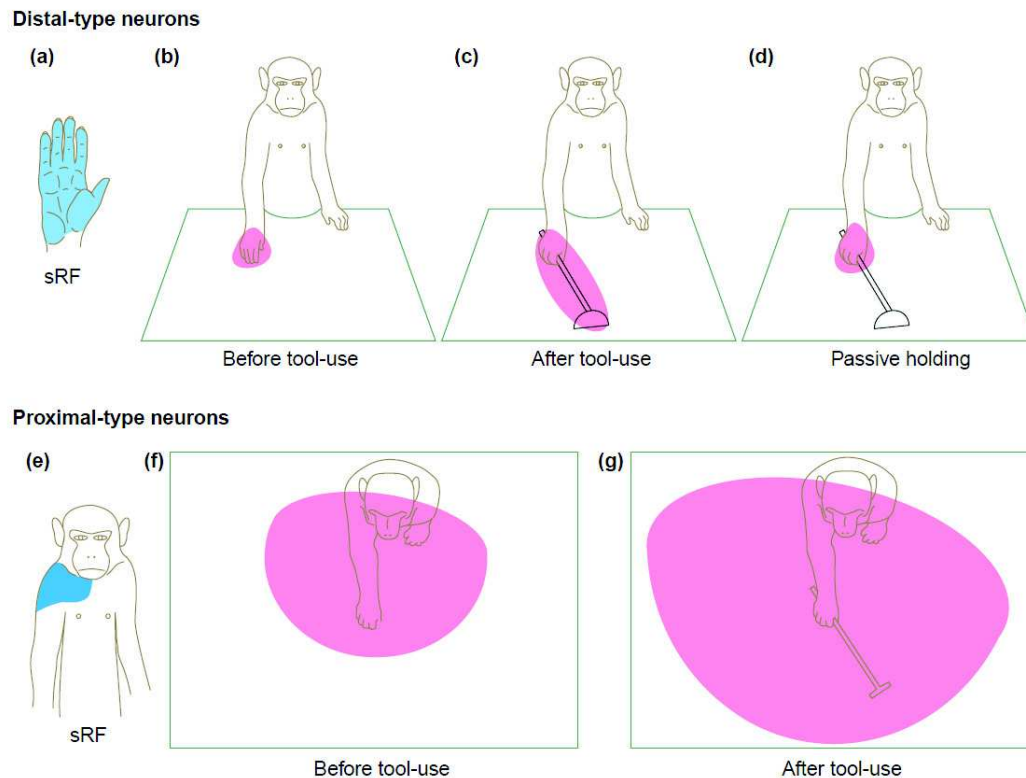 Distal-type neurons
(a)
(b)
(c)
(d)
sRF
Before tool-use
After tool-use
Passive holding
Proximal-type neurons
(e)
(f)
(g)
sRF
Before tool-use
After tool-use